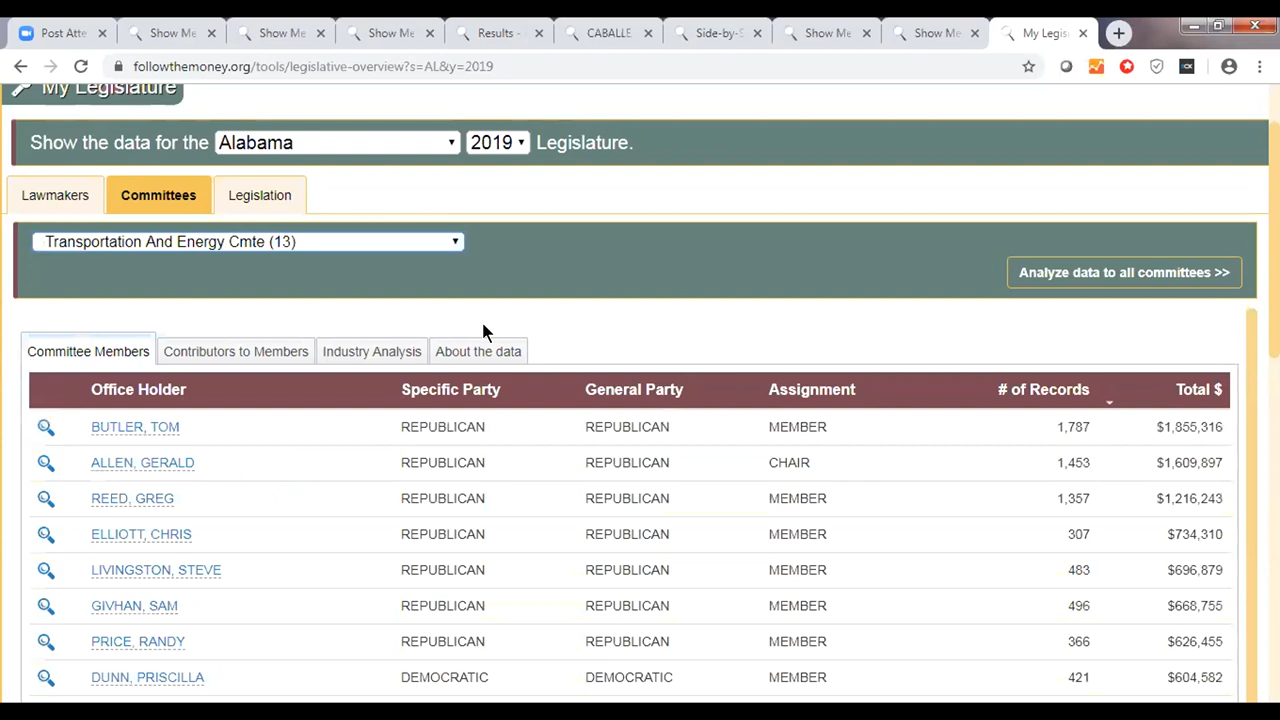 Post Atte
Show Me
Show Me
Show Me
Results -
CABALLE
Side-by-S
Show Me
Show Me
My Legis
followthemoney.org/tools/legislative-overview?s=AL&y=2019
My Legislature
Show the data for the Alabama 2019 Legislature.
Lawmakers Committees Legislation
Transportation And Energy Cmte (13)
Analyze data to all committees >>
Committee Members Contributors to Members Industry Analysis About the data
Office Holder Specific Party General Party Assignment # of Records Total $
BUTLER, TOM REPUBLICAN REPUBLICAN MEMBER 1,787 $1,855,316
ALLEN, GERALD REPUBLICAN REPUBLICAN CHAIR 1,453 $1,609,897
REED, GREG REPUBLICAN REPUBLICAN MEMBER 1,357 $1,216,243
ELLIOTT, CHRIS REPUBLICAN REPUBLICAN MEMBER 307 $734,310
LIVINGSTON, STEVE REPUBLICAN REPUBLICAN MEMBER 483 $696,879
GIVHAN, SAM REPUBLICAN REPUBLICAN MEMBER 496 $668,755
PRICE, RANDY REPUBLICAN REPUBLICAN MEMBER 366 $626,455
DUNN, PRISCILLA DEMOCRATIC DEMOCRATIC MEMBER 421 $604,582